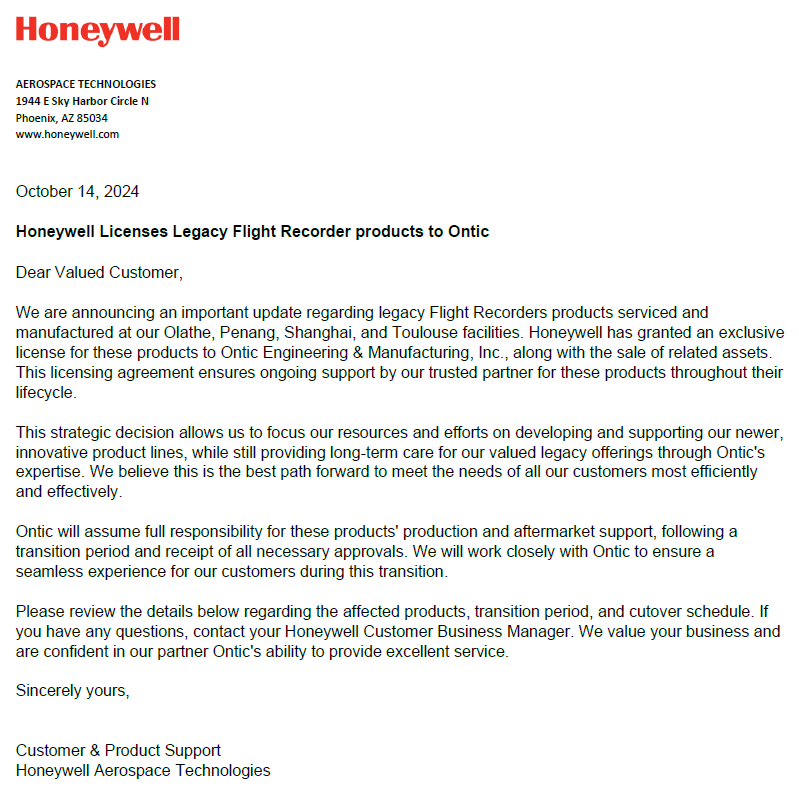 Honeywell
AEROSPACE TECHNOLOGIES
1944 E Sky Harbor Circle N
Phoenix, AZ 85034
www.honeywell.com
October 14, 2024
Honeywell Licenses Legacy Flight Recorder products to Ontic
Dear Valued Customer,
We are announcing an important update regarding legacy Flight Recorders products serviced and
manufactured at our Olathe, Penang, Shanghai, and Toulouse facilities. Honeywell has granted an exclusive
license for these products to Ontic Engineering & Manufacturing, Inc., along with the sale of related assets.
This licensing agreement ensures ongoing support by our trusted partner for these products throughout their
lifecycle.
This strategic decision allows us to focus our resources and efforts on developing and supporting our newer,
innovative product lines, while still providing long-term care for our valued legacy offerings through Ontic's
expertise. We believe this is the best path forward to meet the needs of all our customers most efficiently
and effectively.
Ontic will assume full responsibility for these products' production and aftermarket support, following a
transition period and receipt of all necessary approvals. We will work closely with Ontic to ensure a
seamless experience for our customers during this transition.
Please review the details below regarding the affected products, transition period, and cutover schedule. If
you have any questions, contact your Honeywell Customer Business Manager. We value your business and
are confident in our partner Ontic's ability to provide excellent service.
Sincerely yours,
Customer & Product Support
Honeywell Aerospace Technologies